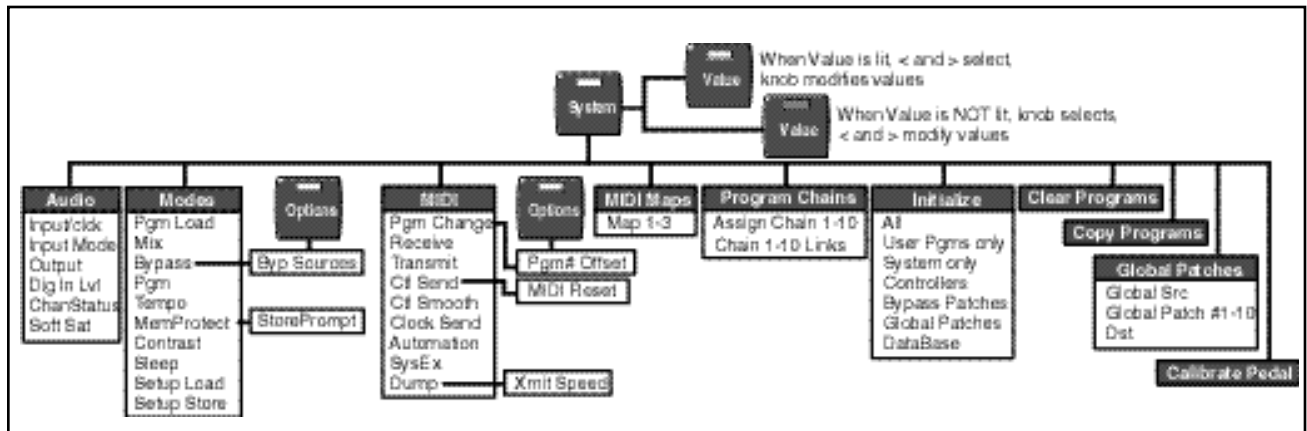 System
Value
When Value is lit, < and > select,
knob modifies values
Value
When Value is NOT lit, knob selects,
< and > modify values
Audio
Input/clck
Input Mode
Output
Dig In Lvl
ChanStatus
Soft Sat
Modes
Pgm Load
Mix
Bypass
Pgm
Tempo
MemProtect
Contrast
Sleep
Setup Load
Setup Store
Options
Byp Sources
StorePrompt
MIDI
Pgm Change
Receive
Transmit
Ctl Send
Ctl Smooth
Clock Send
Automation
SysEx
Dump
Options
Pgm# Offset
MIDI Reset
Xmit Speed
MIDI Maps
Map 1-3
Program Chains
Assign Chain 1-10
Chain 1-10 Links
Initialize
All
User Pgms only
System only
Controllers
Bypass Patches
Global Patches
DataBase
Clear Programs
Copy Programs
Global Patches
Global Src
Global Patch #1-10
Dst
Calibrate Pedal